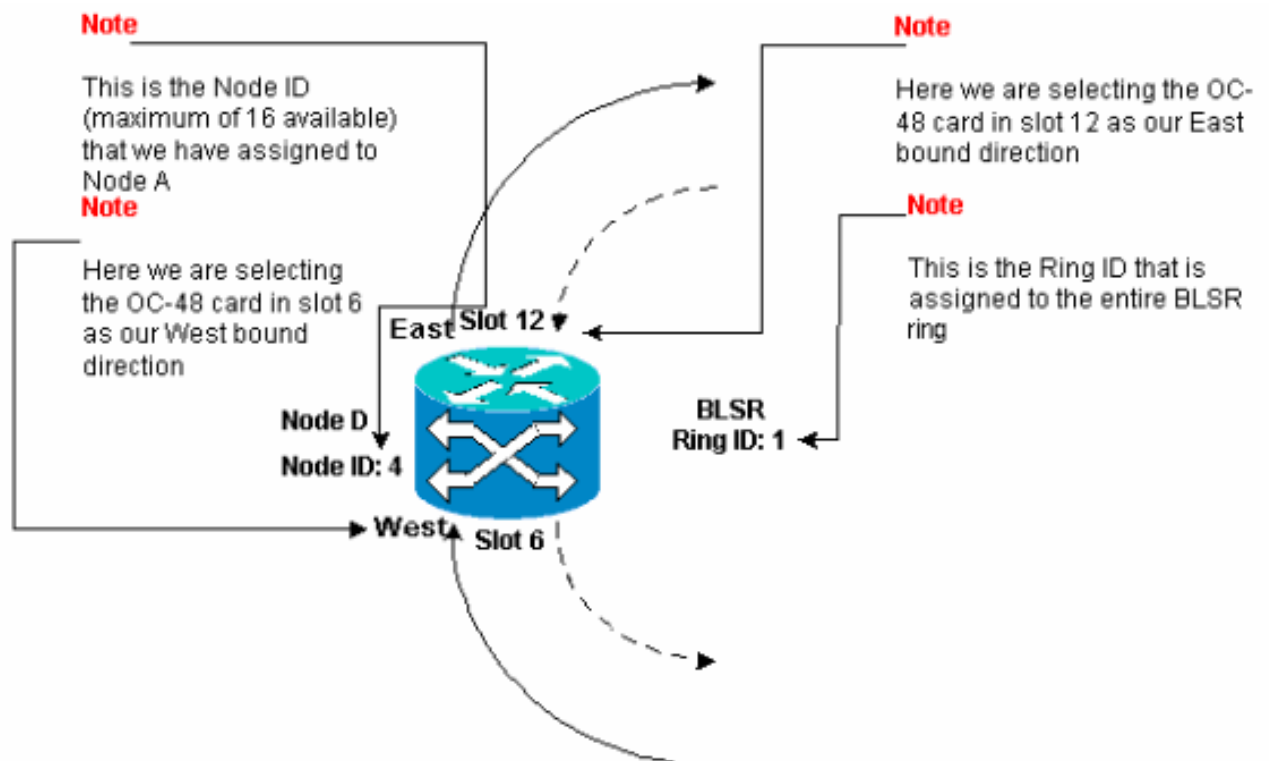 Note
This is the Node ID
(maximum of 16 available)
that we have assigned to
Node A
Note
Here we are selecting
the OC-48 card in slot 6
as our West bound
direction
Note
Here we are selecting the OC-
48 card in slot 12 as our East
bound direction
Note
This is the Ring ID that is
assigned to the entire BLSR
ring
East
Slot 12
Node D
Node ID: 4
BLSR
Ring ID: 1
West
Slot 6